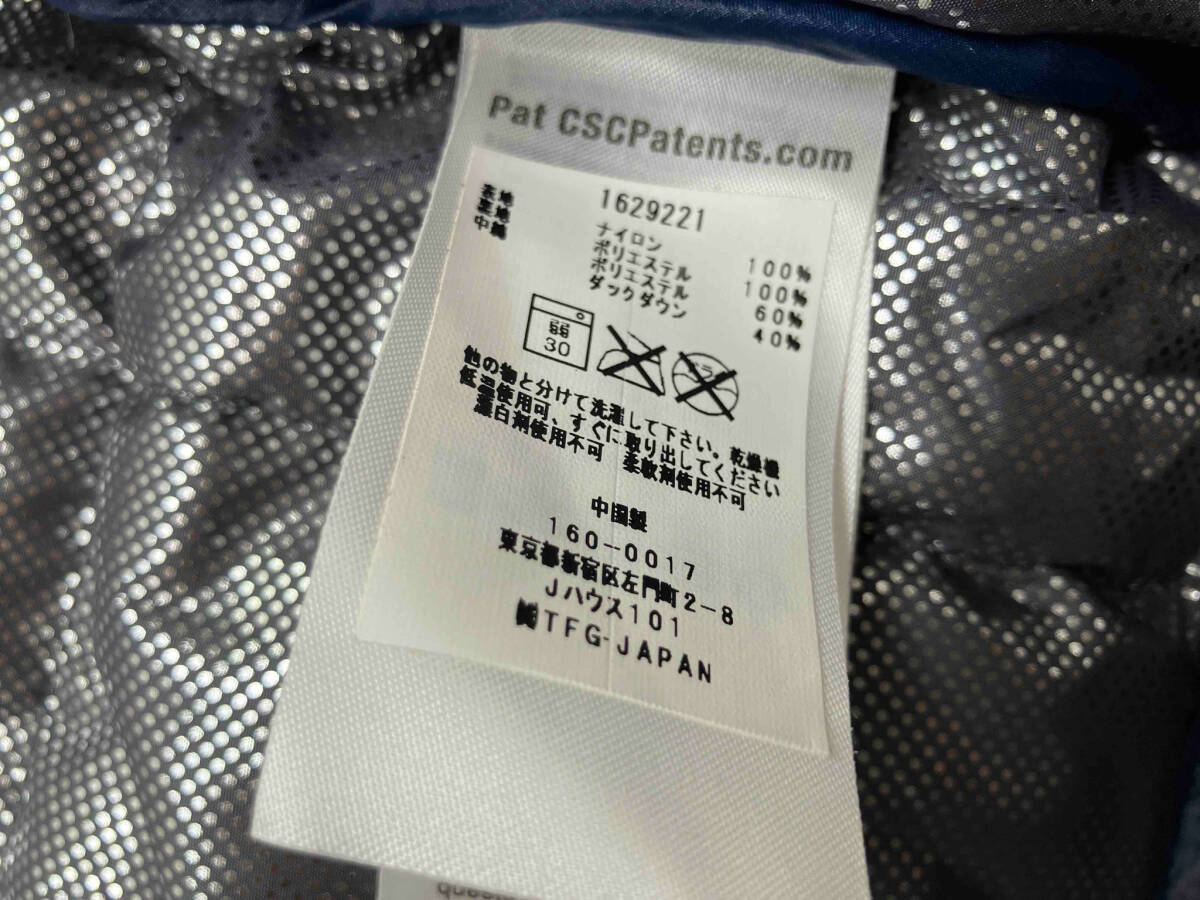 Pat CSCPatents.com
1629221
表地 ナイロン 100%
裏地 ポリエステル 100%
中綿 ポリエステル 60%
ダックダウン 40%
弱
30
他の物と分けて洗濯して下さい。乾燥機
低温使用可、すぐに取り出してください
漂白剤使用不可 柔軟剤使用不可
中国製
160-0017
東京都新宿区左門町2-8
Jハウス101
㈱TFG-JAPAN